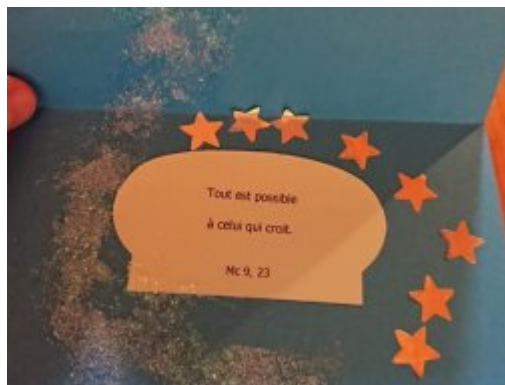 Tout est possible
à celui qui croit.
Mc 9, 23